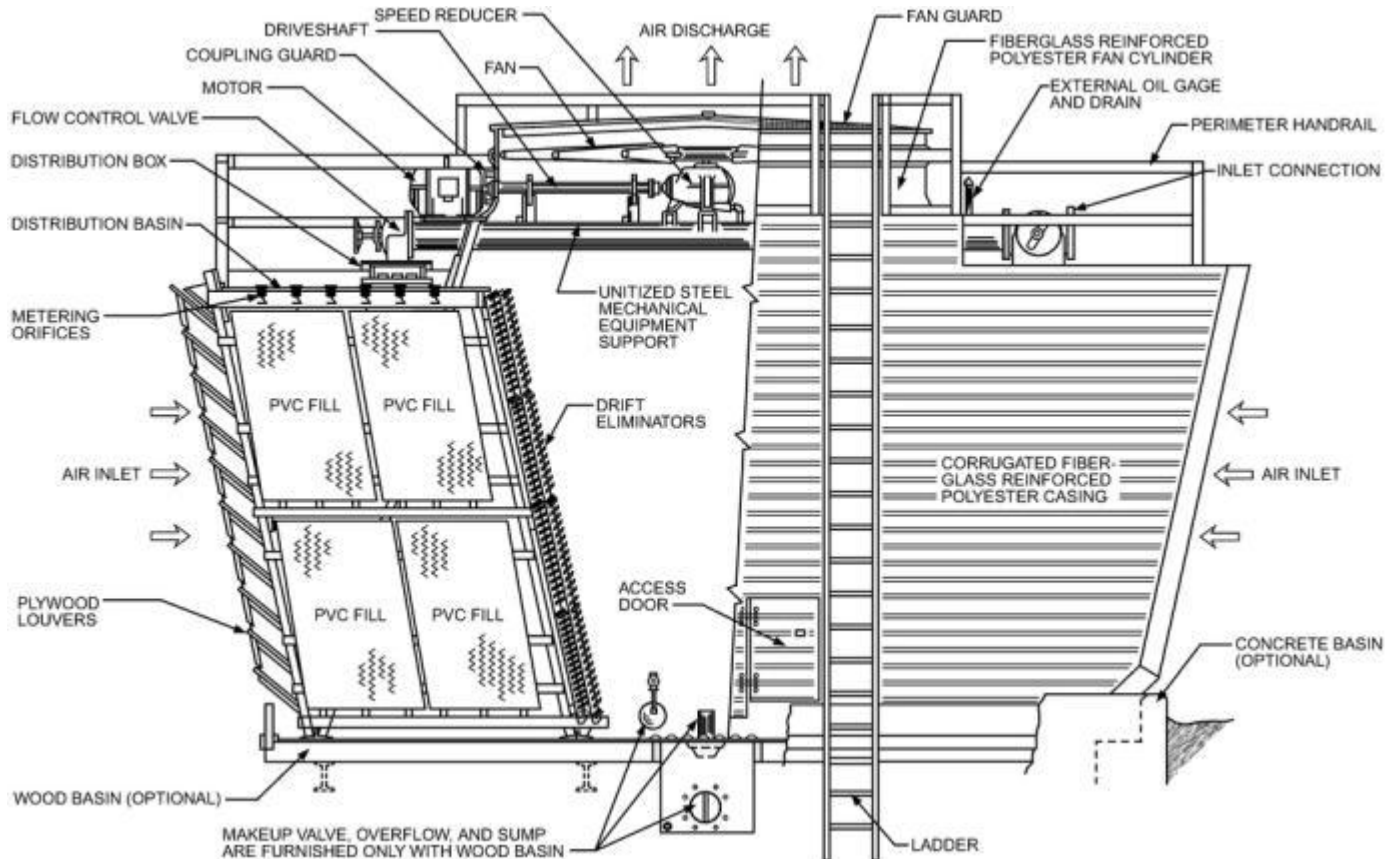 SPEED REDUCER
DRIVESHAFT
COUPLING GUARD
MOTOR
FLOW CONTROL VALVE
DISTRIBUTION BOX
DISTRIBUTION BASIN
METERING
ORIFICES
FAN
AIR DISCHARGE
FAN GUARD
FIBERGLASS REINFORCED
POLYESTER FAN CYLINDER
EXTERNAL OIL GAGE
AND DRAIN
PERIMETER HANDRAIL
INLET CONNECTION
UNITIZED STEEL
MECHANICAL
EQUIPMENT
SUPPORT
PVC FILL
PVC FILL
DRIFT
ELIMINATORS
AIR INLET
CORRUGATED FIBER-
GLASS REINFORCED
POLYESTER CASING
AIR INLET
PLYWOOD
LOUVERS
PVC FILL
PVC FILL
ACCESS
DOOR
CONCRETE BASIN
(OPTIONAL)
WOOD BASIN (OPTIONAL)
MAKEUP VALVE, OVERFLOW, AND SUMP
ARE FURNISHED ONLY WITH WOOD BASIN
LADDER